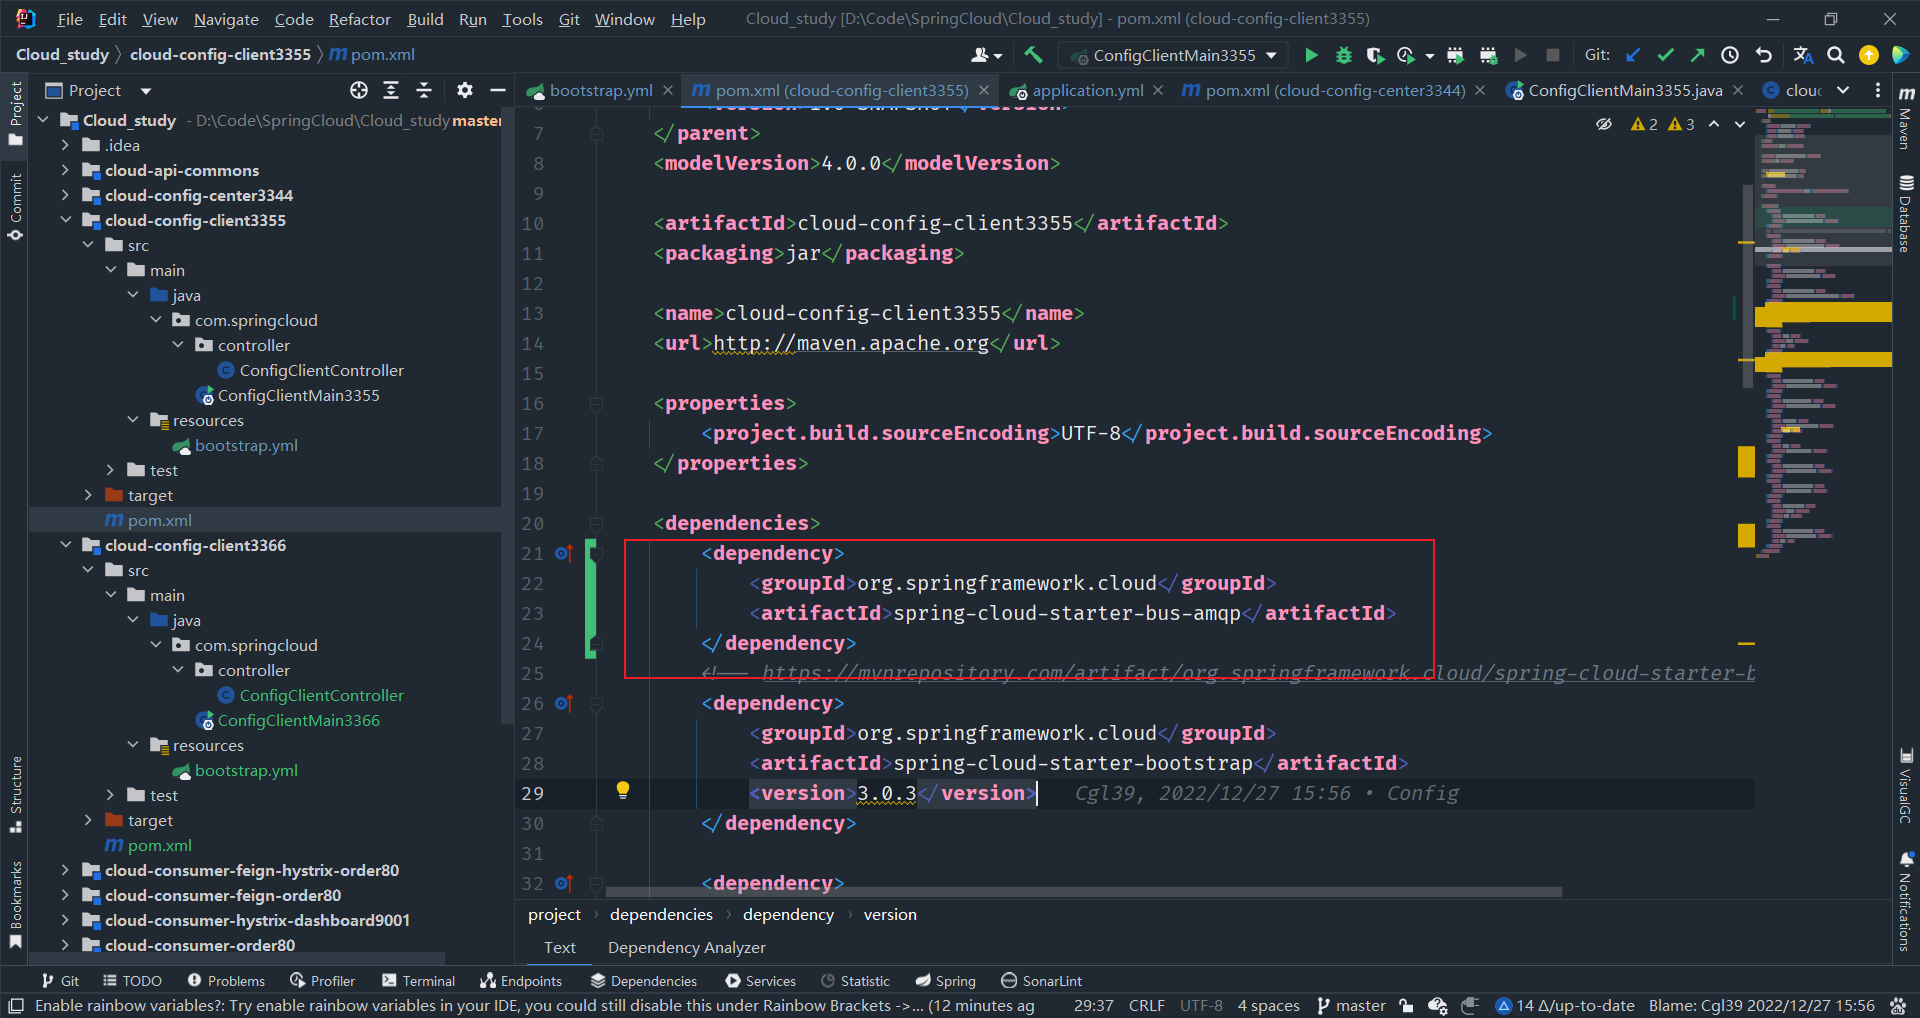 File Edit View Navigate Code Refactor Build Run Tools Git Window Help Cloud_study [D:\Code\SpringCloud\Cloud_study] - pom.xml (cloud-config-client3355)
Cloud_study cloud-config-client3355 pom.xml ConfigClientMain3355 Git:
Project
bootstrap.yml pom.xml (cloud-config-client3355) application.yml pom.xml (cloud-config-center3344) ConfigClientMain3355.java
Project
Commit
Structure
Bookmarks
Cloud_study - D:\Code\SpringCloud\Cloud_study master
.idea
cloud-api-commons
cloud-config-center3344
cloud-config-client3355
src
main
java
com.springcloud
controller
ConfigClientController
ConfigClientMain3355
resources
bootstrap.yml
test
target
pom.xml
cloud-config-client3366
src
main
java
com.springcloud
controller
ConfigClientController
ConfigClientMain3366
resources
bootstrap.yml
test
target
pom.xml
cloud-consumer-feign-hystrix-order80
cloud-consumer-feign-order80
cloud-consumer-hystrix-dashboard9001
cloud-consumer-order80
2 3
7 </parent>
8 <modelVersion>4.0.0</modelVersion>
9
10 <artifactId>cloud-config-client3355</artifactId>
11 <packaging>jar</packaging>
12
13 <name>cloud-config-client3355</name>
14 <url>http://maven.apache.org</url>
15
16 <properties>
17 <project.build.sourceEncoding>UTF-8</project.build.sourceEncoding>
18 </properties>
19
20 <dependencies>
21 <dependency>
22 <groupId>org.springframework.cloud</groupId>
23 <artifactId>spring-cloud-starter-bus-amqp</artifactId>
24 </dependency>
25 <!-- https://mvnrepository.com/artifact/org.springframework.cloud/spring-cloud-starter-b
26 <dependency>
27 <groupId>org.springframework.cloud</groupId>
28 <artifactId>spring-cloud-starter-bootstrap</artifactId>
29 <version>3.0.3</version> Cgl39, 2022/12/27 15:56 • Config
30 </dependency>
31
32 <dependency>
project › dependencies › dependency › version
Text Dependency Analyzer
Maven
Database
VisualGC
Notifications
Git TODO Problems Profiler Terminal Endpoints Dependencies Services Statistic Spring SonarLint
Enable rainbow variables?: Try enable rainbow variables in your IDE, you could still disable this under Rainbow Brackets ->... (12 minutes ag 29:37 CRLF UTF-8 4 spaces master 14 Δ/up-to-date Blame: Cgl39 2022/12/27 15:56